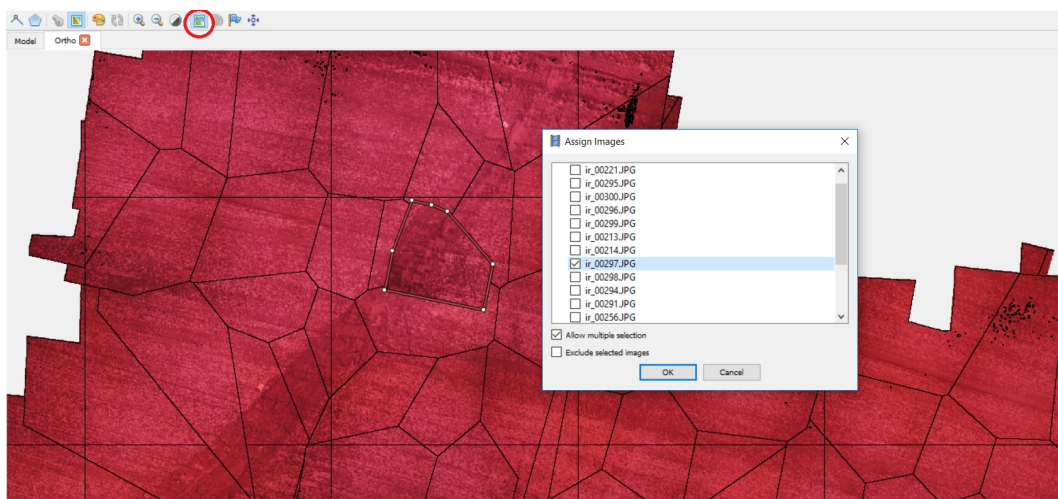 Model
Ortho
Assign Images
ir_00221.JPG
ir_00295.JPG
ir_00300.JPG
ir_00296.JPG
ir_00299.JPG
ir_00213.JPG
ir_00214.JPG
ir_00297.JPG
ir_00298.JPG
ir_00294.JPG
ir_00291.JPG
ir_00256.JPG
Allow multiple selection
Exclude selected images
OK Cancel